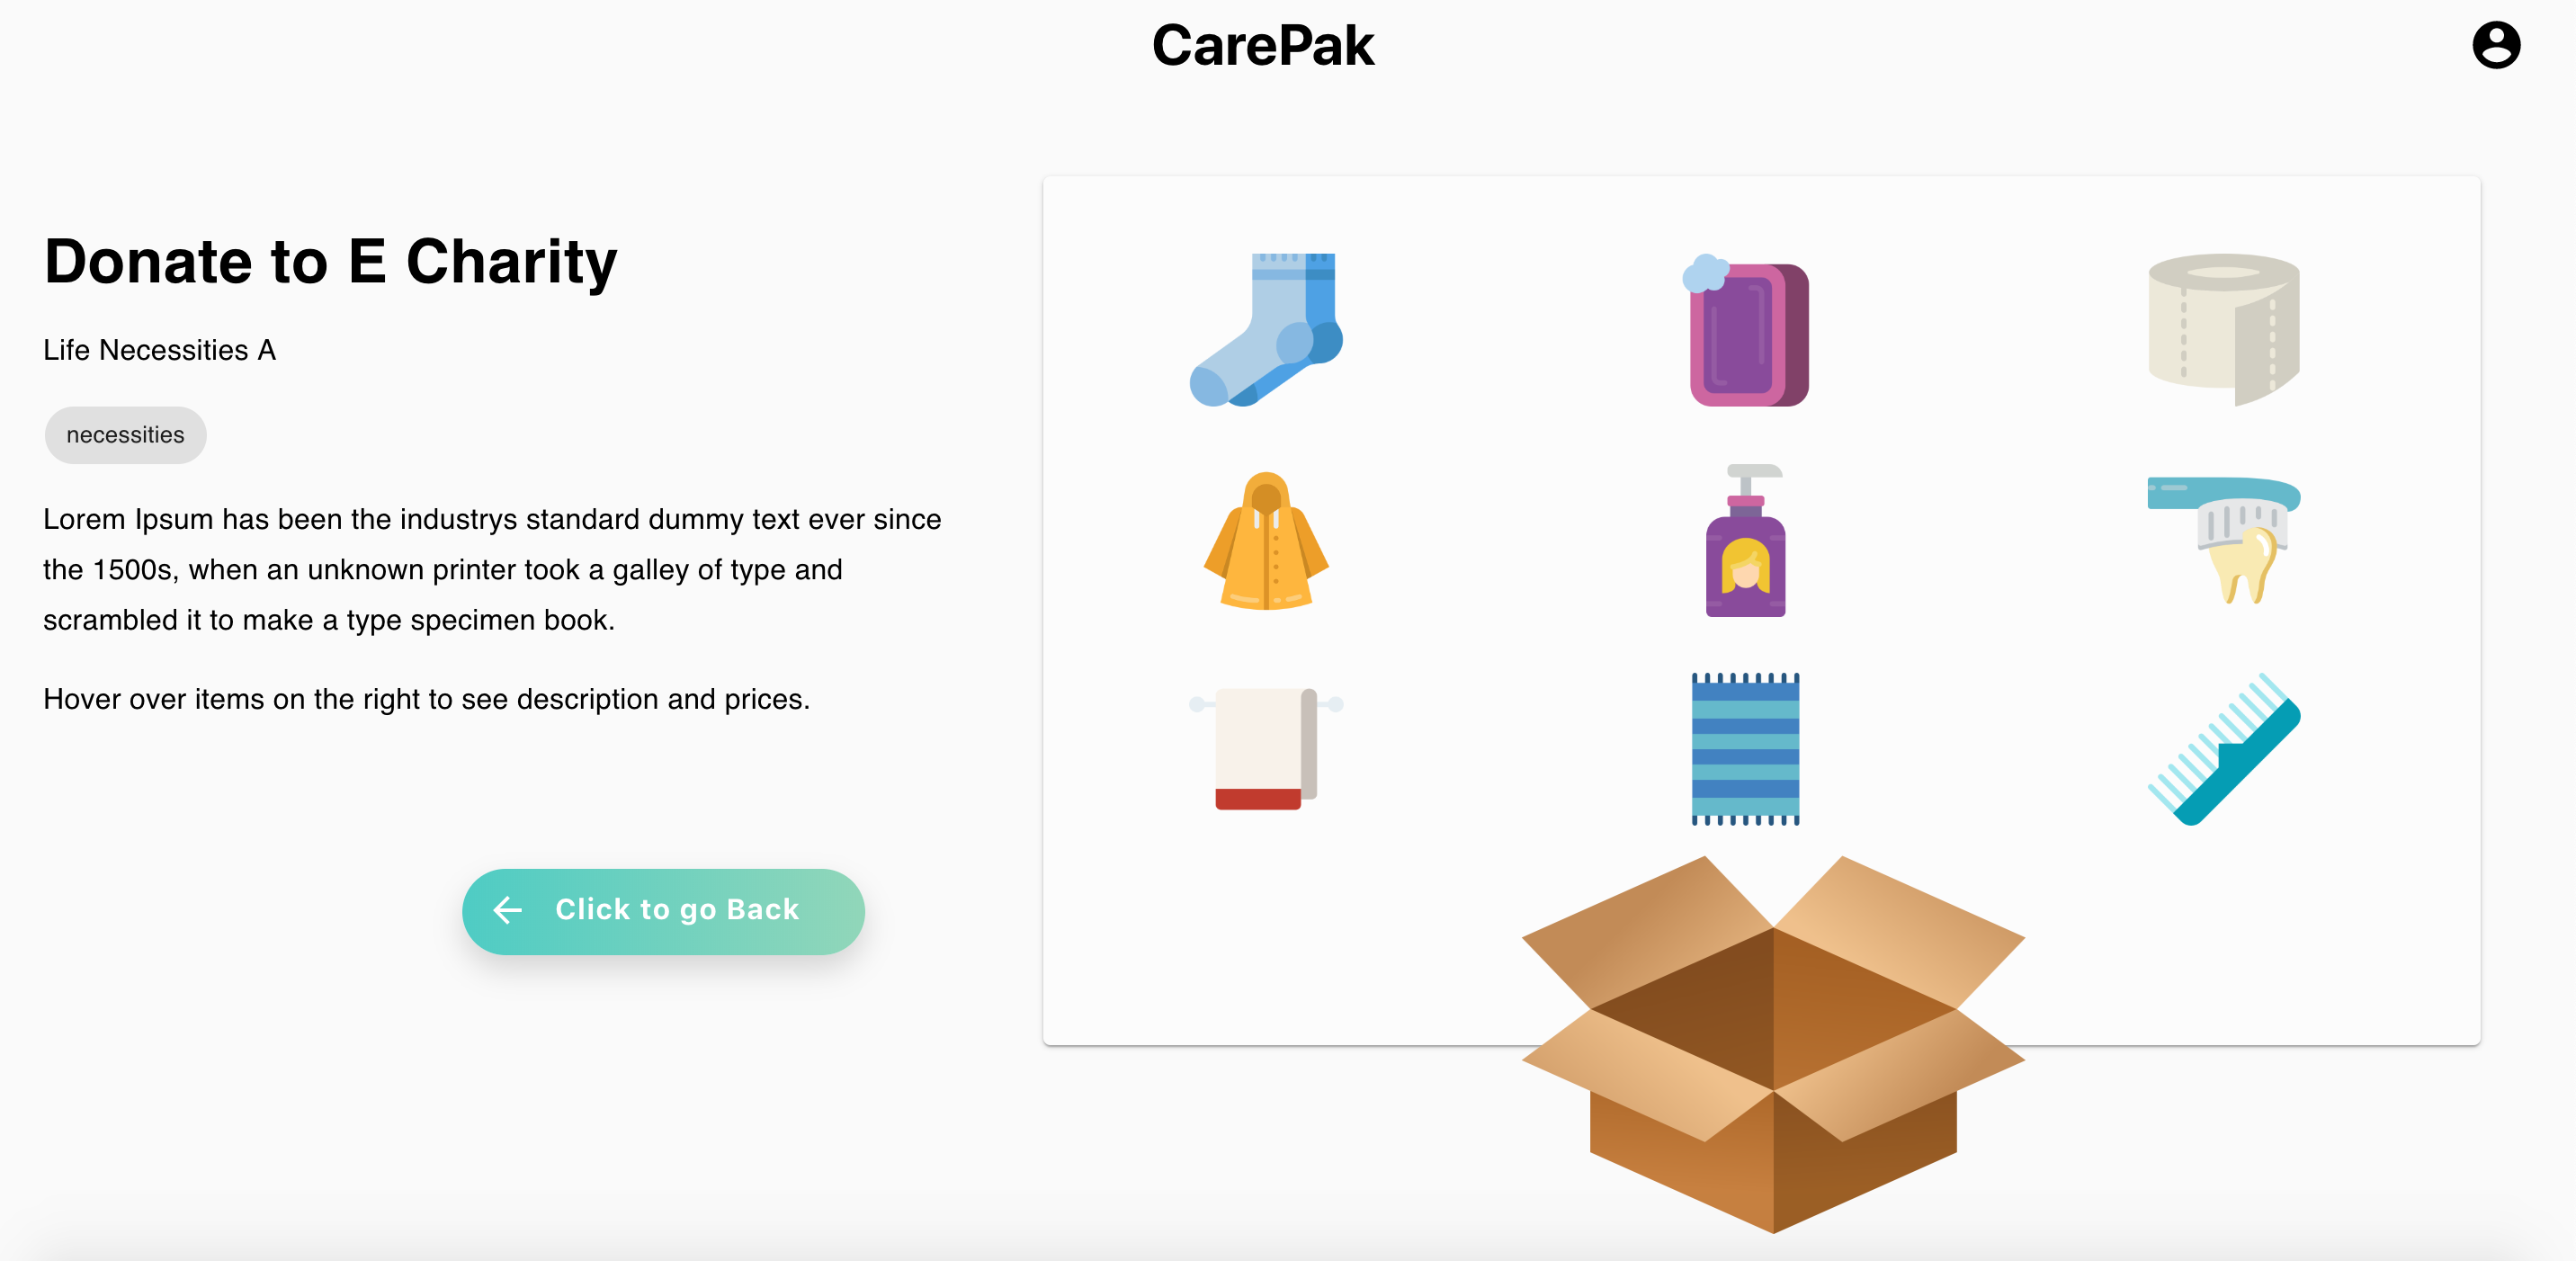 CarePak
Donate to E Charity
Life Necessities A
necessities
Lorem Ipsum has been the industrys standard dummy text ever since
the 1500s, when an unknown printer took a galley of type and
scrambled it to make a type specimen book.
Hover over items on the right to see description and prices.
Click to go Back